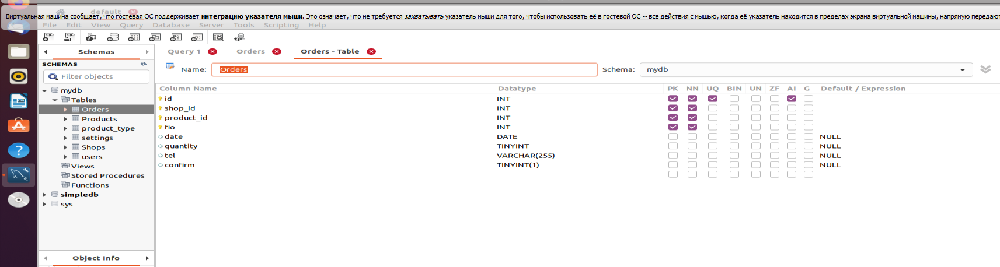 default
Виртуальная машина сообщает, что гостевая ОС поддерживает интеграцию указателя мыши. Это означает, что не требуется захватывать указатель мыши для того, чтобы использовать её в гостевой ОС -- все действия с мышью, когда её указатель находится в пределах экрана виртуальной машины, напрямую передают
File Edit View Query Database Server Tools Scripting Help
Schemas
Query 1 Orders Orders - Table
SCHEMAS
Name: Orders Schema: mydb
Filter objects
mydb
Tables
Orders
Products
product_type
settings
Shops
users
Views
Stored Procedures
Functions
simpledb
sys
Object Info
Column Name Datatype PK NN UQ BIN UN ZF AI G Default / Expression
id INT
shop_id INT
product_id INT
fio INT
date DATE NULL
quantity TINYINT NULL
tel VARCHAR(255) NULL
confirm TINYINT(1) NULL